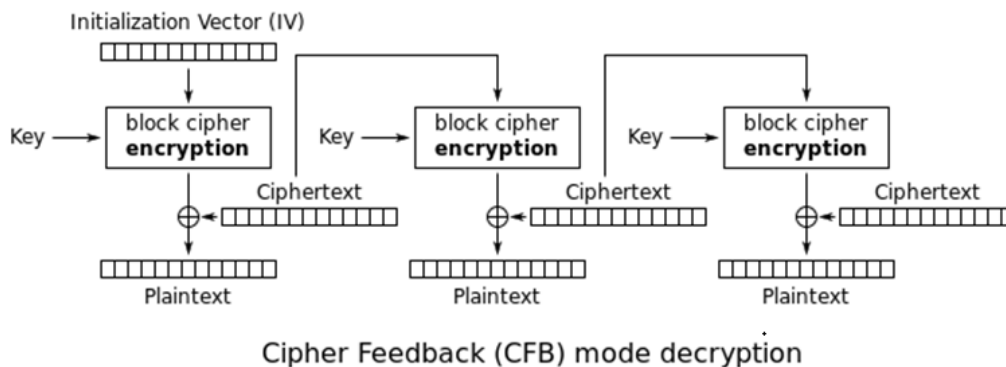 Initialization Vector (IV)
Key
block cipher
encryption
Ciphertext
Plaintext
Key
block cipher
encryption
Ciphertext
Plaintext
Key
block cipher
encryption
Ciphertext
Plaintext
Cipher Feedback (CFB) mode decryption